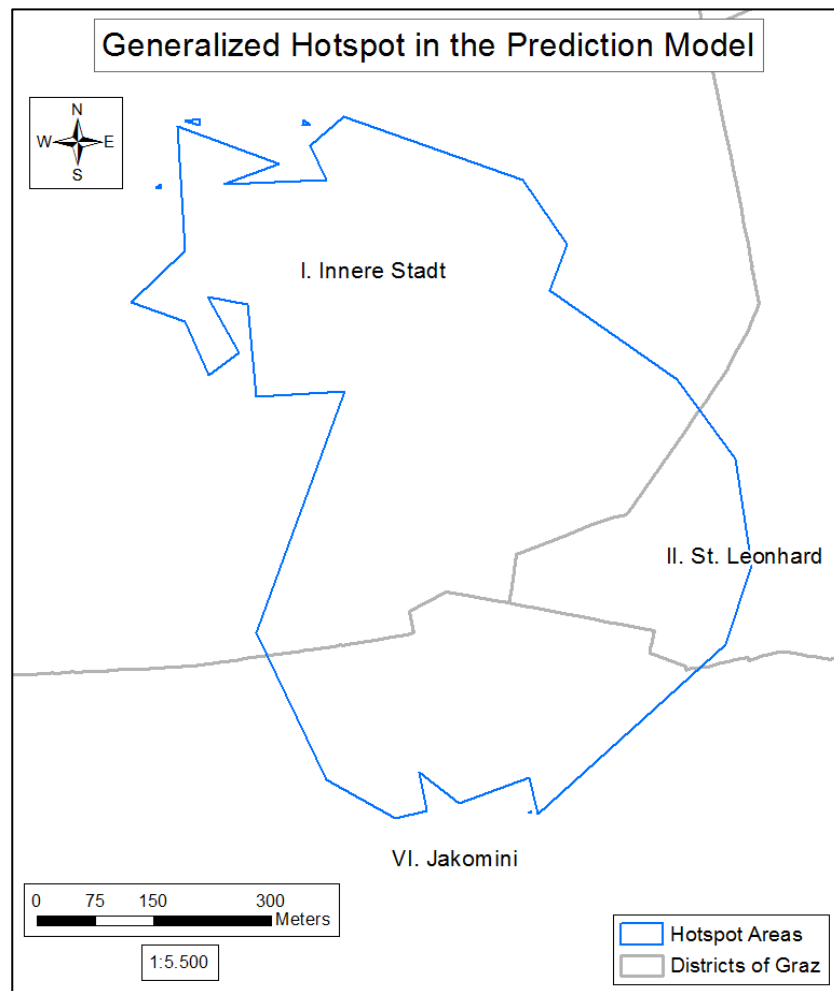 Generalized Hotspot in the Prediction Model
N
W E
S
I. Innere Stadt
II. St. Leonhard
VI. Jakomini
0 75 150 300
Meters
1:5.500
Hotspot Areas
Districts of Graz